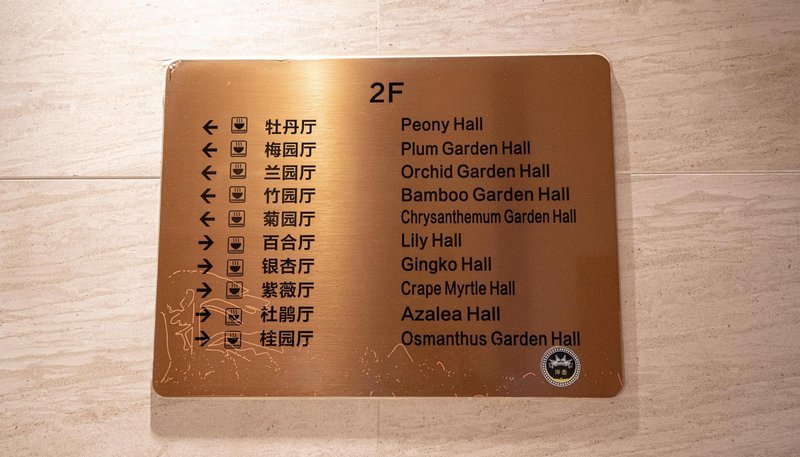 2F
← 牡丹厅 Peony Hall
← 梅园厅 Plum Garden Hall
← 兰园厅 Orchid Garden Hall
← 竹园厅 Bamboo Garden Hall
← 菊园厅 Chrysanthemum Garden Hall
→ 百合厅 Lily Hall
→ 银杏厅 Gingko Hall
→ 紫薇厅 Crape Myrtle Hall
→ 杜鹃厅 Azalea Hall
→ 桂园厅 Osmanthus Garden Hall